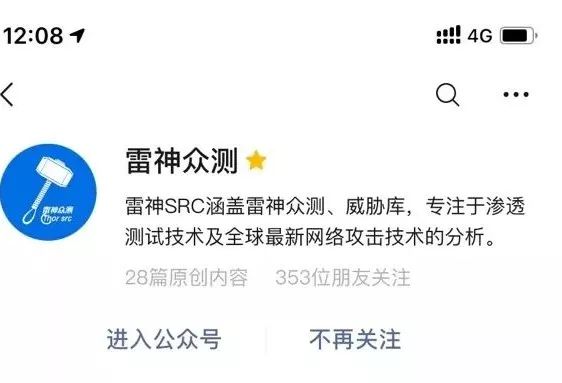 12:08
4G
雷神众测
雷神众测
Thor src
雷神SRC涵盖雷神众测、威胁库，专注于渗透
测试技术及全球最新网络攻击技术的分析。
28篇原创内容 353位朋友关注
进入公众号 不再关注